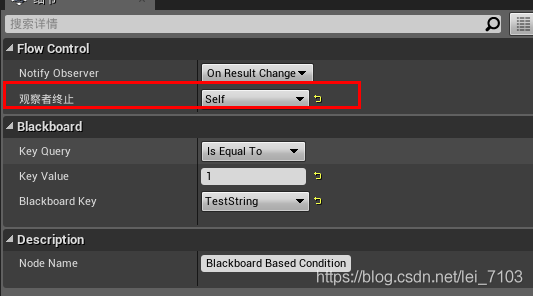 细节
搜索详情
Flow Control
Notify Observer On Result Change
观察者终止 Self
Blackboard
Key Query Is Equal To
Key Value 1
Blackboard Key TestString
Description
Node Name Blackboard Based Condition
https://blog.csdn.net/lei_7103